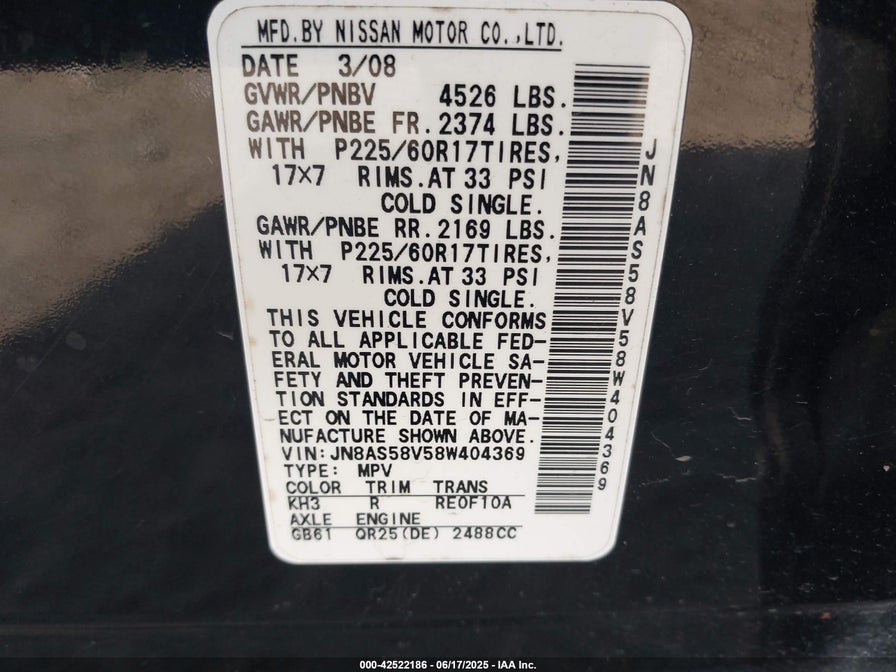 MFD.BY NISSAN MOTOR CO.,LTD.
DATE 3/08
GVWR/PNBV 4526 LBS.
GAWR/PNBE FR. 2374 LBS.
WITH P225/60R17TIRES,
17X7 RIMS.AT 33 PSI
COLD SINGLE.
GAWR/PNBE RR. 2169 LBS.
WITH P225/60R17TIRES,
17X7 RIMS.AT 33 PSI
COLD SINGLE.
THIS VEHICLE CONFORMS
TO ALL APPLICABLE FED-
ERAL MOTOR VEHICLE SA-
FETY AND THEFT PREVEN-
TION STANDARDS IN EFF-
ECT ON THE DATE OF MA-
NUFACTURE SHOWN ABOVE.
VIN:JN8AS58V58W404369
TYPE: MPV
COLOR TRIM TRANS
KH3 R RE0F10A
AXLE ENGINE
GB61 QR25(DE) 2488CC
JN8AS58V58W404369
000-42522186 - 06/17/2025 - IAA Inc.